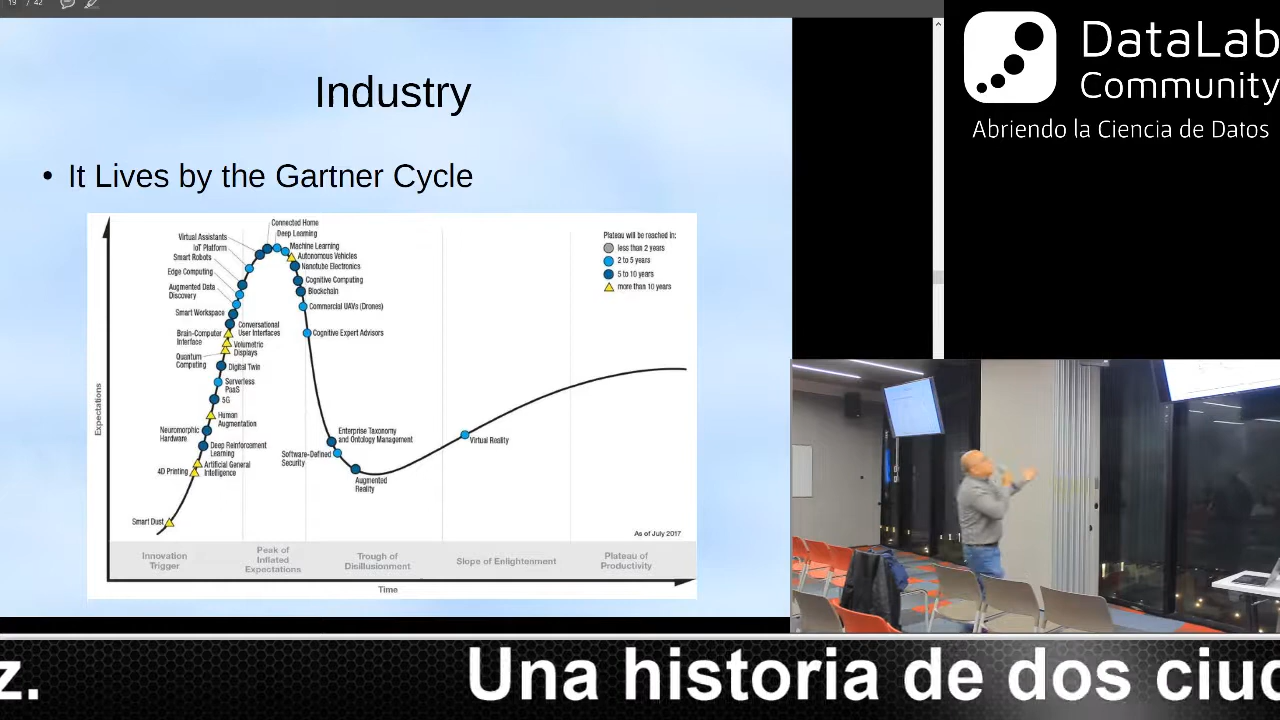 19 / 42
DataLab
Community
Abriendo la Ciencia de Datos
Industry
• It Lives by the Gartner Cycle
Connected Home
Deep Learning
Virtual Assistants
Machine Learning
IoT Platform
Autonomous Vehicles
Smart Robots
Nanotube Electronics
Edge Computing
Cognitive Computing
Augmented Data
Discovery
Blockchain
Commercial UAVs (Drones)
Smart Workspace
Conversational
User Interfaces
Cognitive Expert Advisors
Brain-Computer
Interface
Volumetric
Displays
Quantum
Computing
Digital Twin
Serverless
PaaS
5G
Human
Augmentation
Neuromorphic
Hardware
Deep Reinforcement
Learning
Artificial General
Intelligence
4D Printing
Smart Dust
Enterprise Taxonomy
and Ontology Management
Software-Defined
Security
Augmented
Reality
Virtual Reality
Plateau will be reached in:
less than 2 years
2 to 5 years
5 to 10 years
more than 10 years
As of July 2017
Expectations
Innovation
Trigger
Peak of
Inflated
Expectations
Trough of
Disillusionment
Slope of Enlightenment
Plateau of
Productivity
Time
z. Una historia de dos ciud